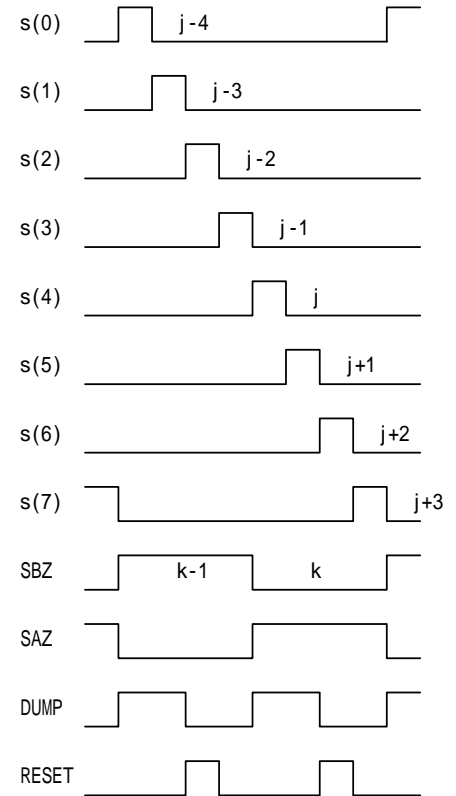 s(0) j-4
s(1) j-3
s(2) j-2
s(3) j-1
s(4) j
s(5) j+1
s(6) j+2
s(7) j+3
SBZ k-1 k
SAZ
DUMP
RESET